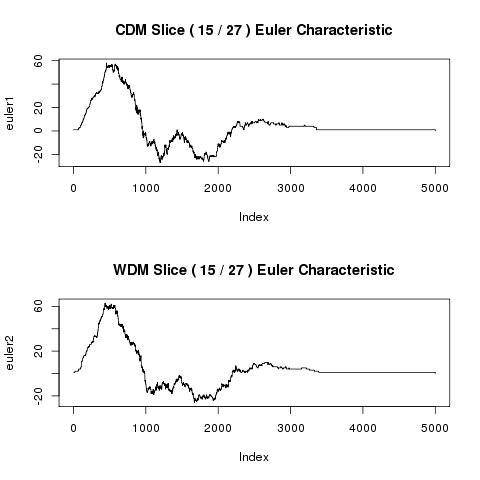 CDM Slice ( 15 / 27 ) Euler Characteristic
euler1
60
20
0
-20
0 1000 2000 3000 4000 5000
Index
WDM Slice ( 15 / 27 ) Euler Characteristic
euler2
60
20
-20
0 1000 2000 3000 4000 5000
Index